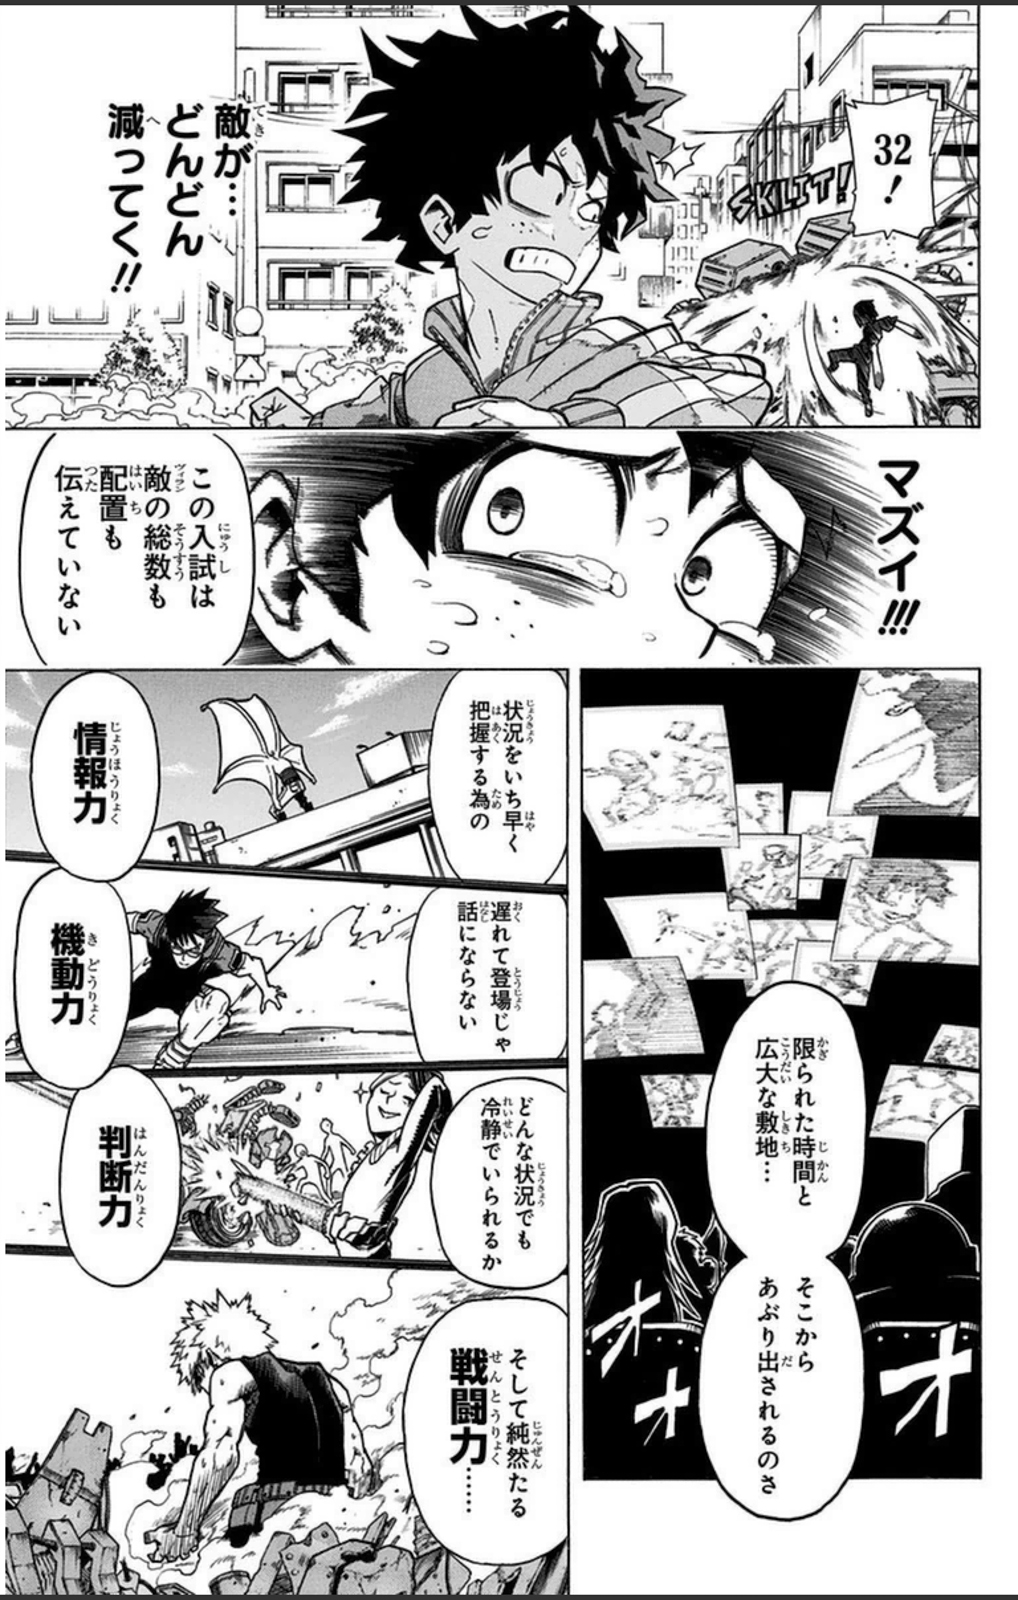 32!
SKLIT!
敵が…
どんどん
減ってく!!
マズイ!!!
この入試は
敵の総数も
配置も
伝えていない
限られた時間と
広大な敷地…
そこから
あぶり出されるのさ
オ
オ
状況をいち早く
把握する為の
情報力
遅れて登場じゃ
話にならない
機動力
どんな状況でも
冷静でいられるか
判断力
そして純然たる
戦闘力……